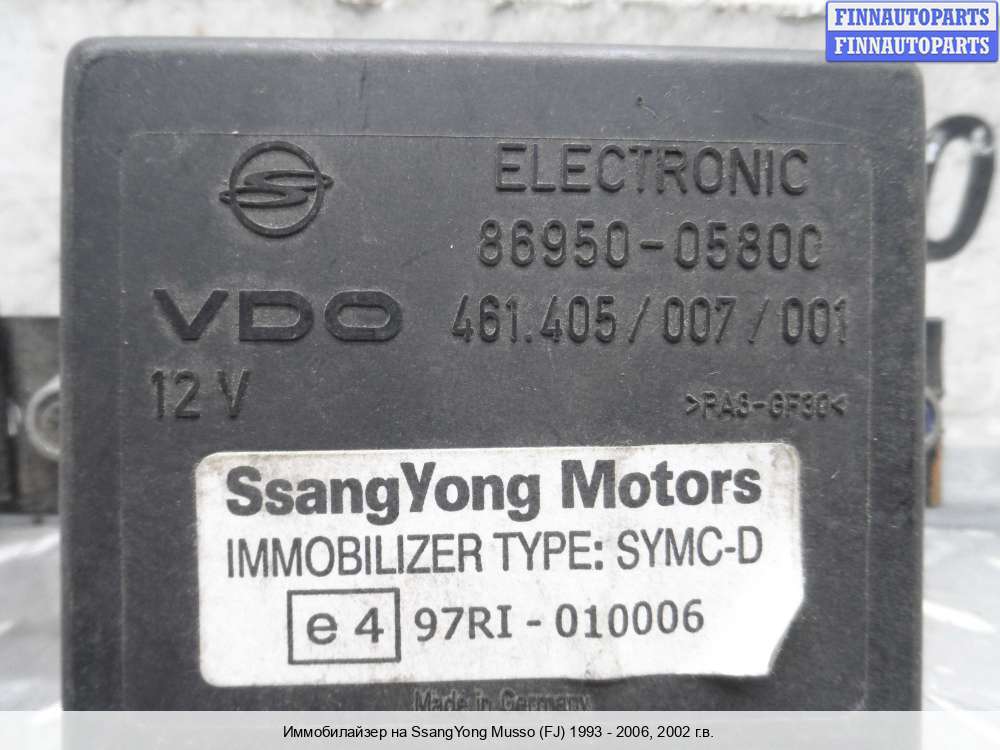 FINNAUTOPARTS
FINNAUTOPARTS
ELECTRONIC
86950-05800
VDO
461.405/007/001
12 V
>PA6-GF30<
SsangYong Motors
IMMOBILIZER TYPE: SYMC-D
e 4 97RI - 010006
Made in Germany
Иммобилайзер на SsangYong Musso (FJ) 1993 - 2006, 2002 г.в.